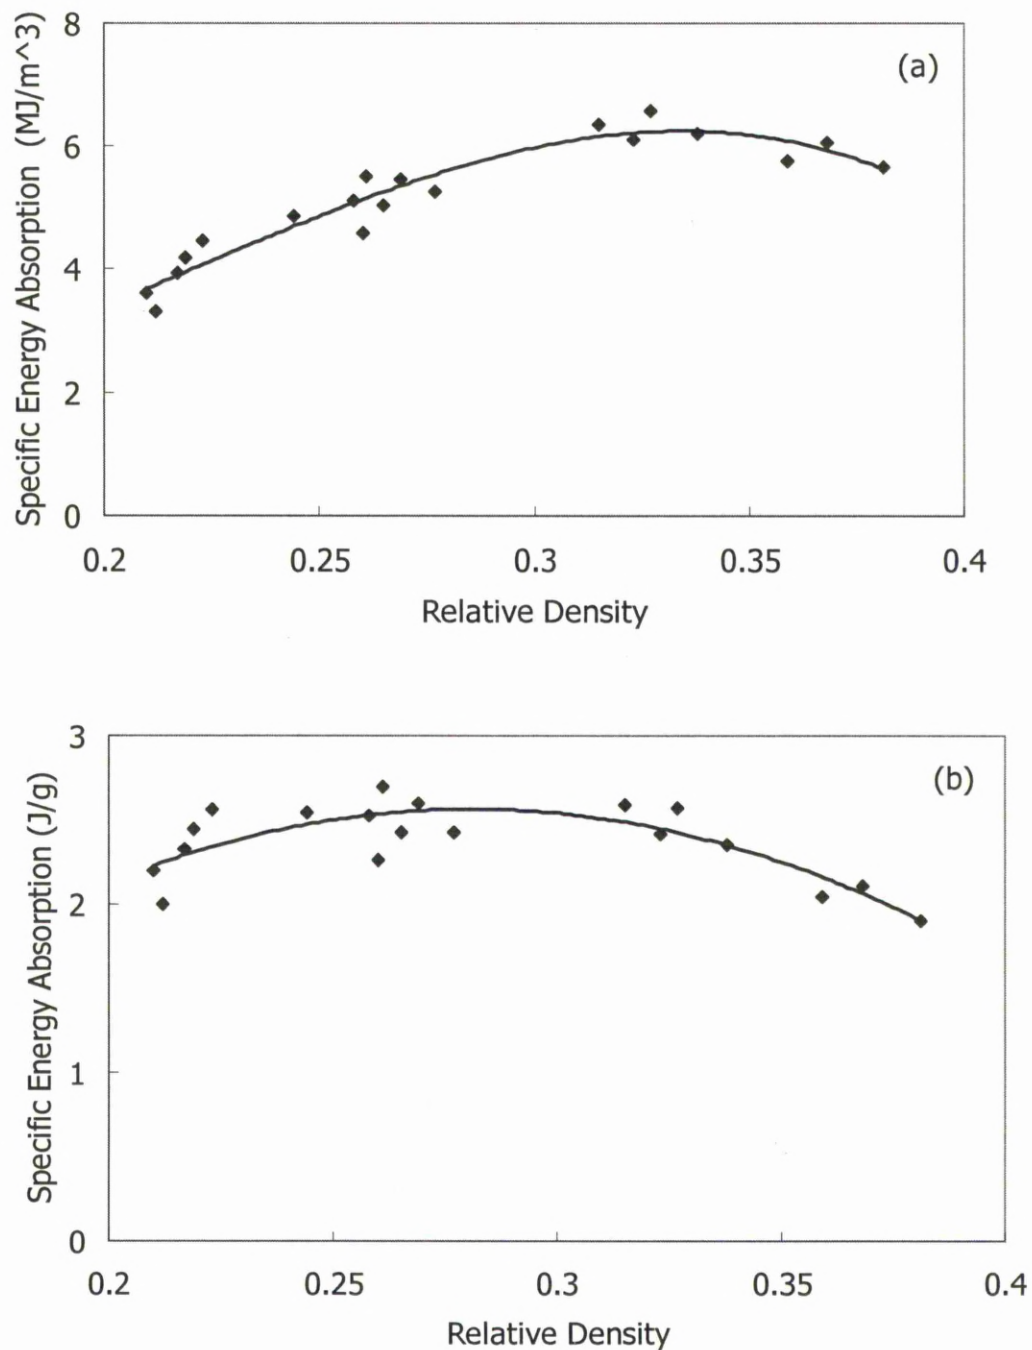 Specific Energy Absorption (MJ/m^3)
8
6
4
2
0
(a)
0.2 0.25 0.3 0.35 0.4
Relative Density
Specific Energy Absorption (J/g)
3
2
1
0
(b)
0.2 0.25 0.3 0.35 0.4
Relative Density